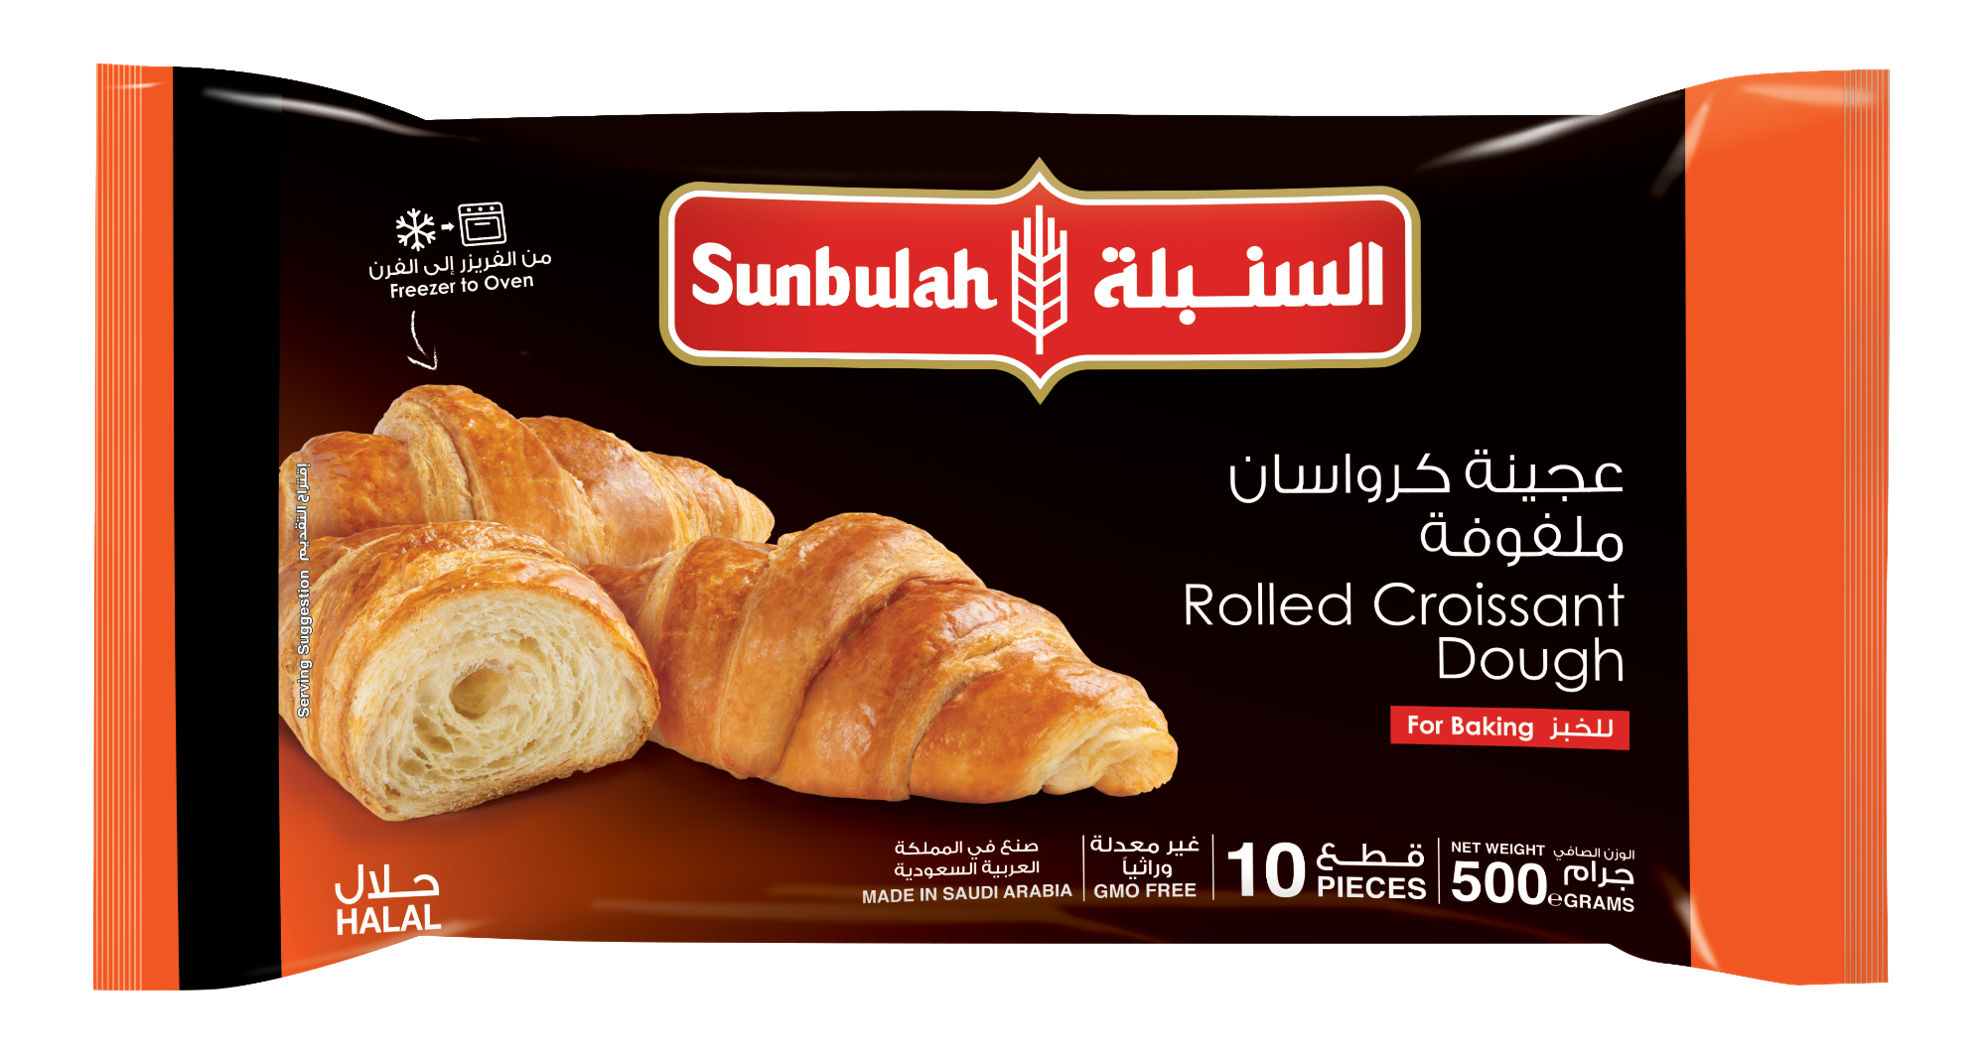 من الفريزر إلى الفرن
Freezer to Oven
Sunbulah السنبلة
عجينة كرواسان
ملفوفة
Rolled Croissant
Dough
For Baking للخبز
Serving Suggestion إقتراح التقديم
حلال
HALAL
صنع في المملكة
العربية السعودية
MADE IN SAUDI ARABIA
غير معدلة
وراثياً
GMO FREE
10 قطع
PIECES
NET WEIGHT الوزن الصافي
500 جرام
e GRAMS